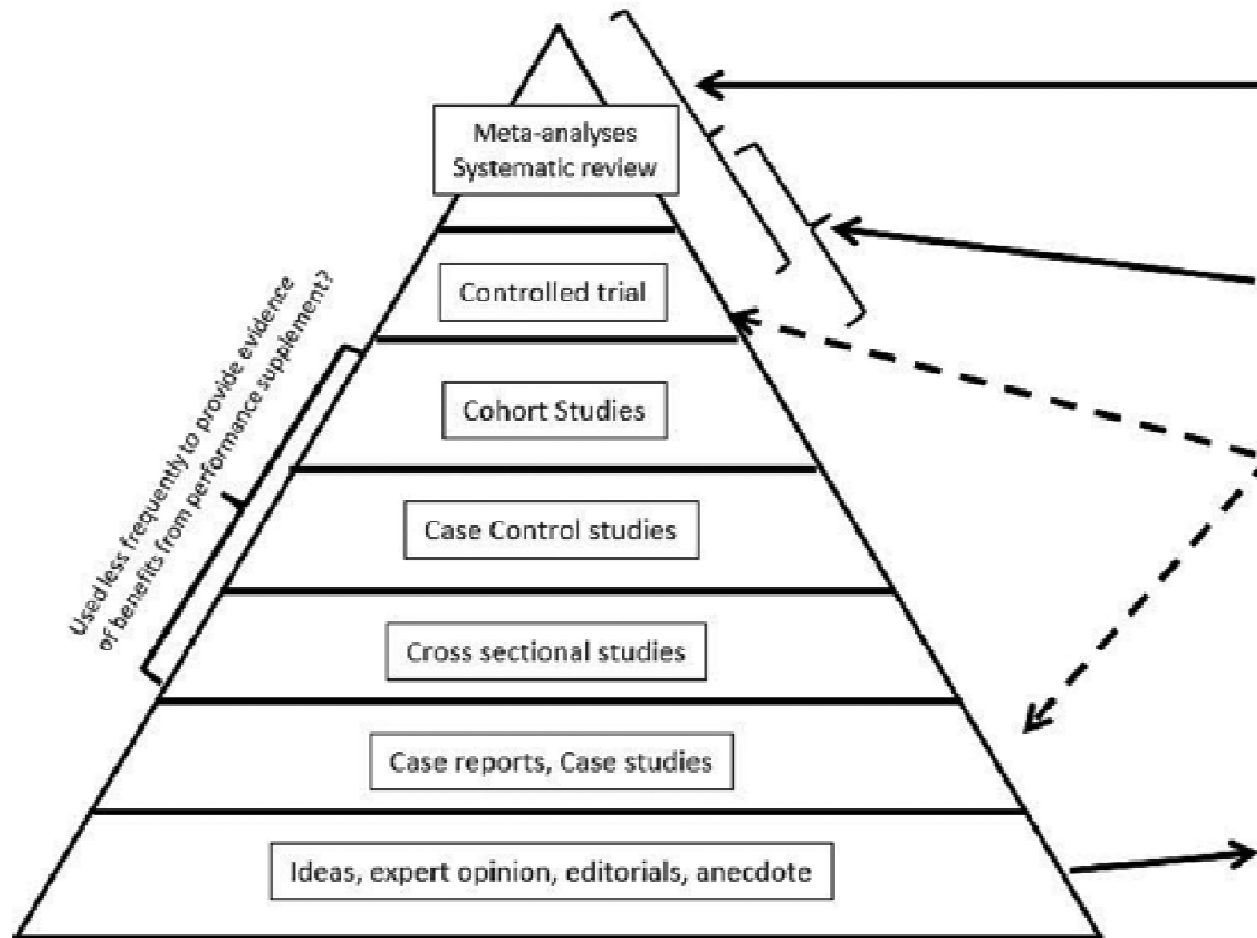 Meta-analyses
Systematic review
Controlled trial
Used less frequently to provide evidence
of benefits from performance supplement?
Cohort Studies
Case Control studies
Cross sectional studies
Case reports, Case studies
Ideas, expert opinion, editorials, anecdote